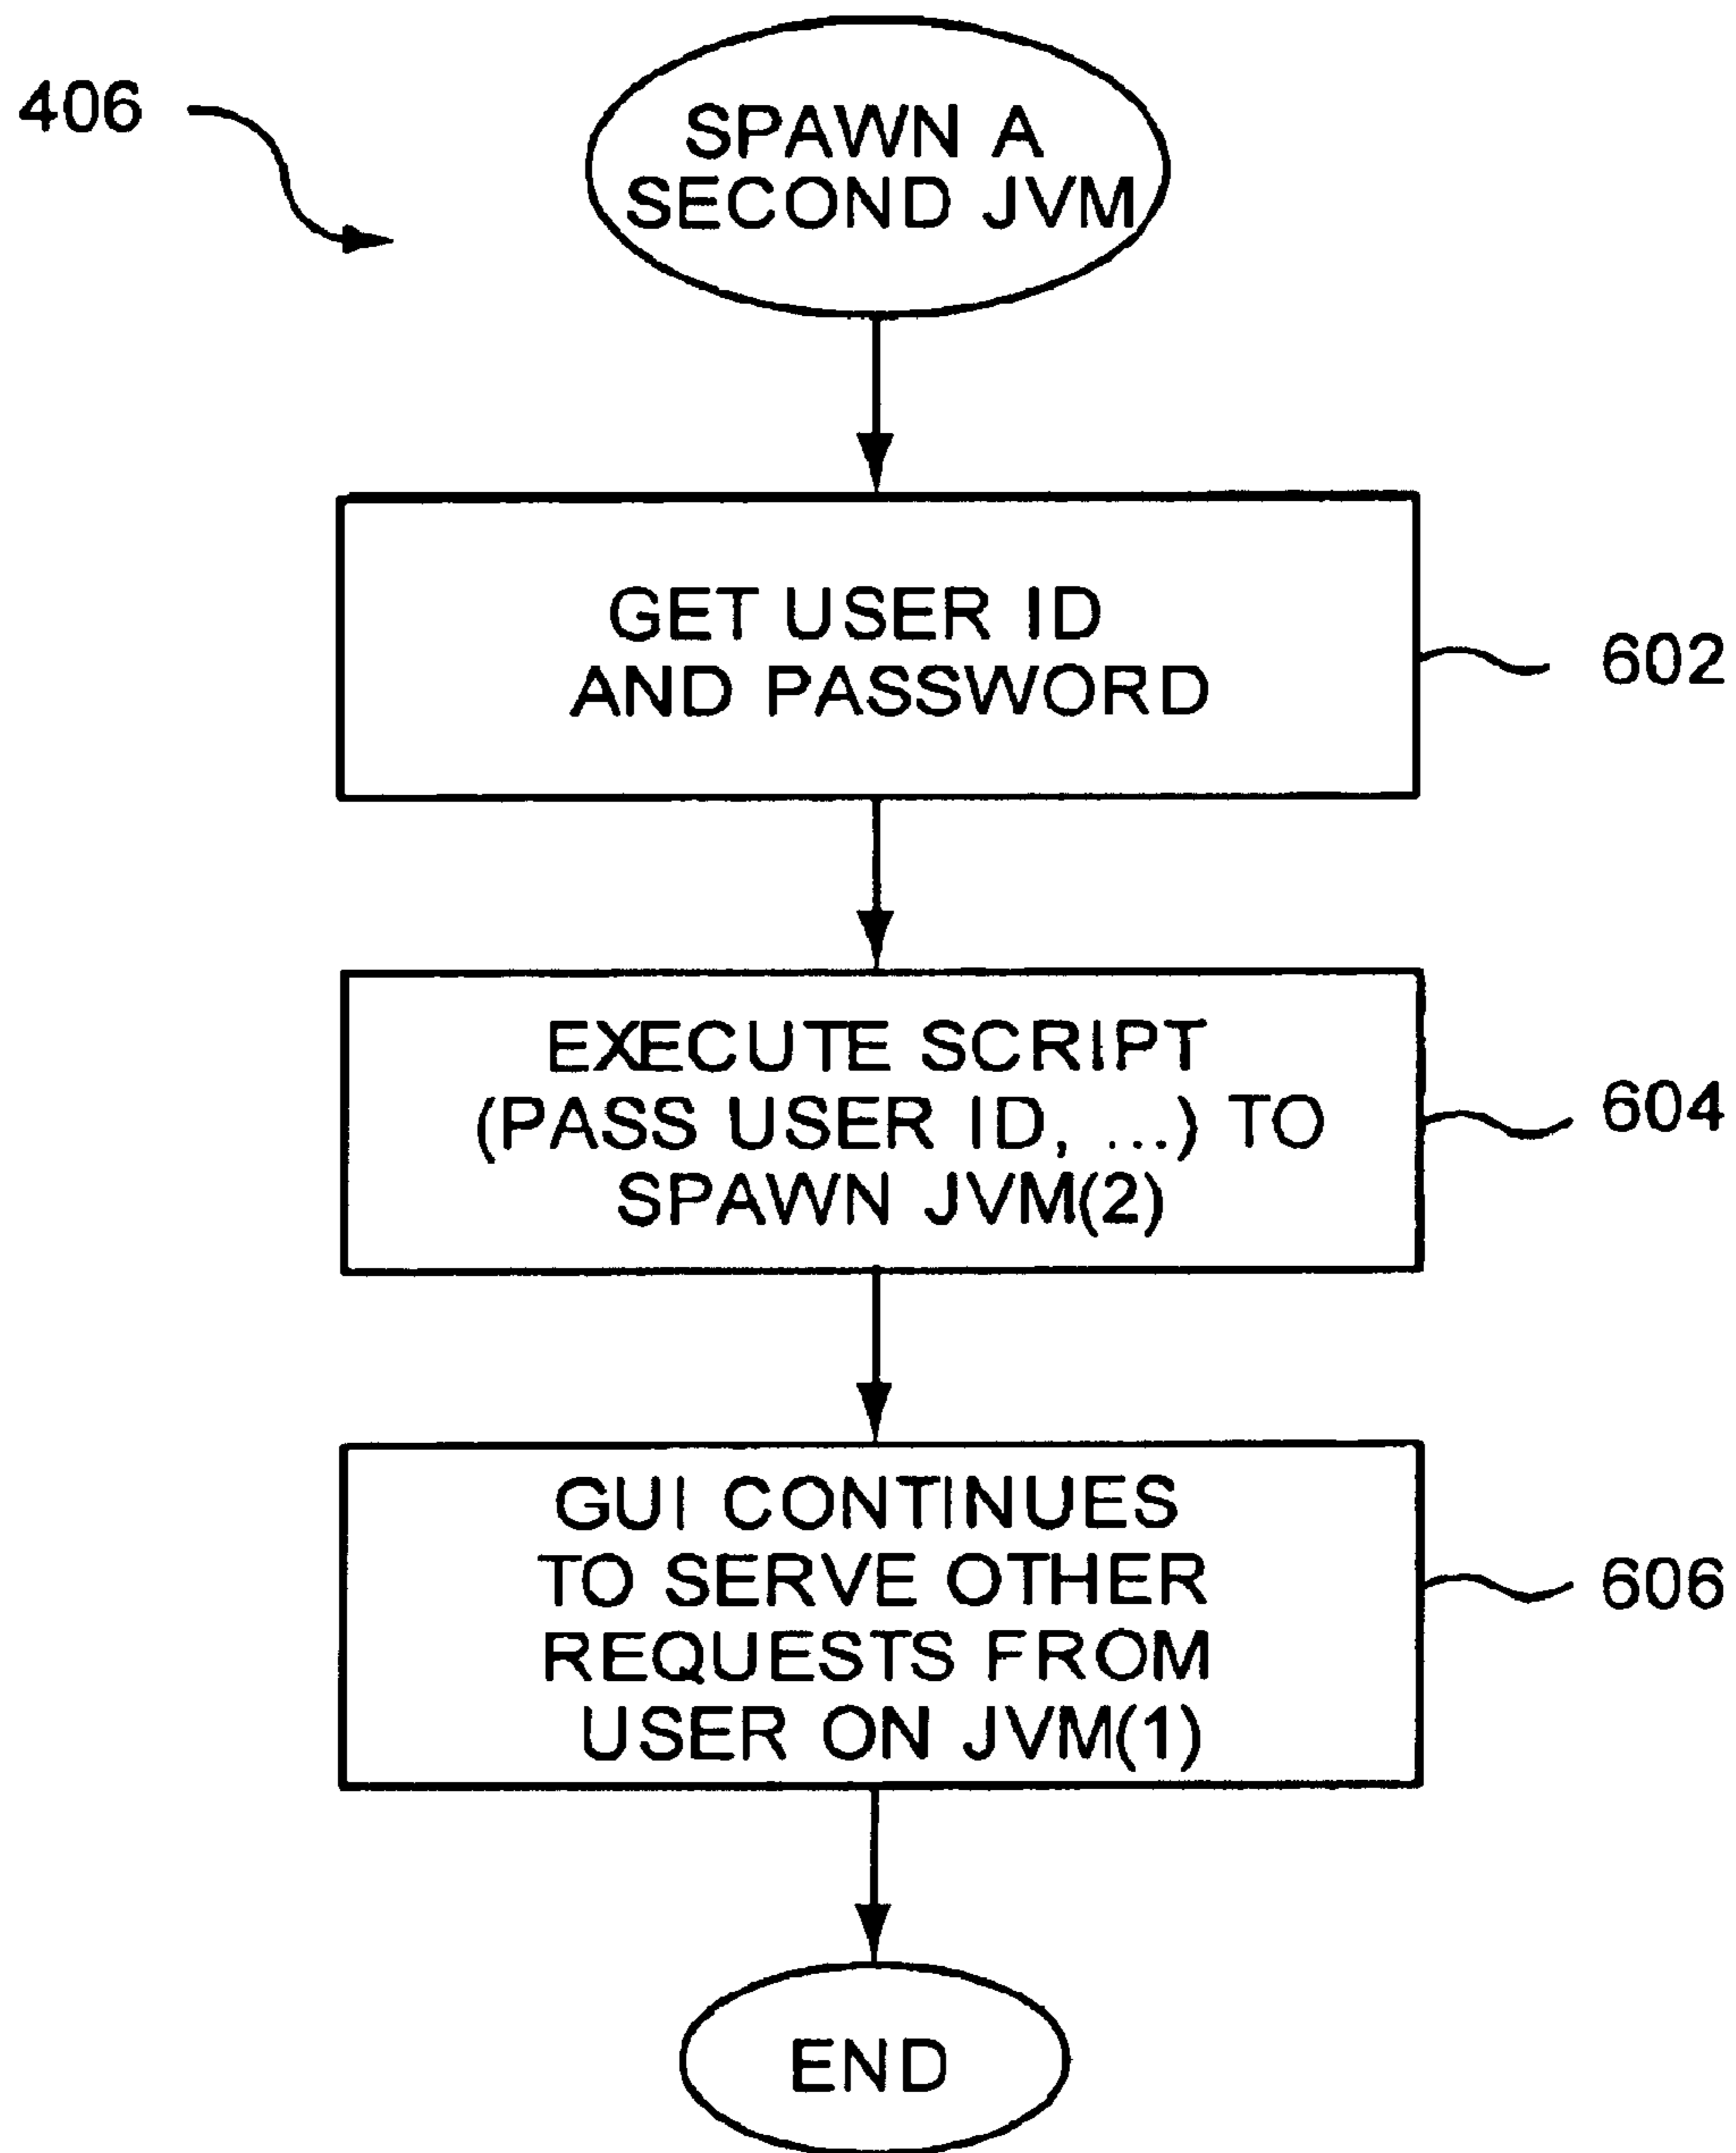 406
SPAWN A
SECOND JVM
GET USER ID
AND PASSWORD
602
EXECUTE SCRIPT
(PASS USER ID, ...) TO
SPAWN JVM(2)
604
GUI CONTINUES
TO SERVE OTHER
REQUESTS FROM
USER ON JVM(1)
606
END